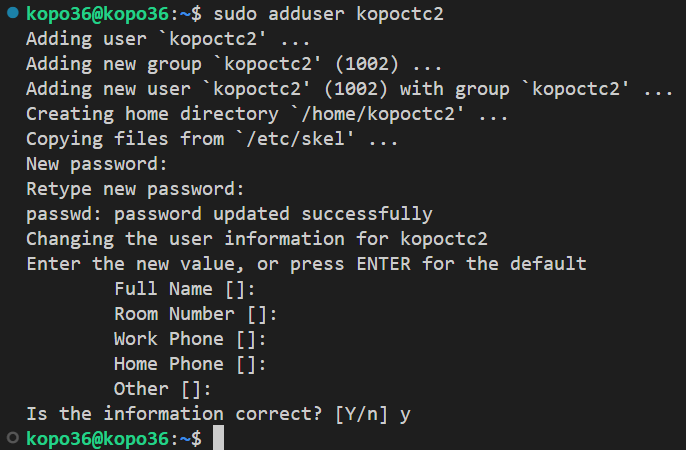 kopo36@kopo36:~$ sudo adduser kopoctc2
Adding user `kopoctc2' ...
Adding new group `kopoctc2' (1002) ...
Adding new user `kopoctc2' (1002) with group `kopoctc2' ...
Creating home directory `/home/kopoctc2' ...
Copying files from `/etc/skel' ...
New password:
Retype new password:
passwd: password updated successfully
Changing the user information for kopoctc2
Enter the new value, or press ENTER for the default
        Full Name []:
        Room Number []:
        Work Phone []:
        Home Phone []:
        Other []:
Is the information correct? [Y/n] y
kopo36@kopo36:~$